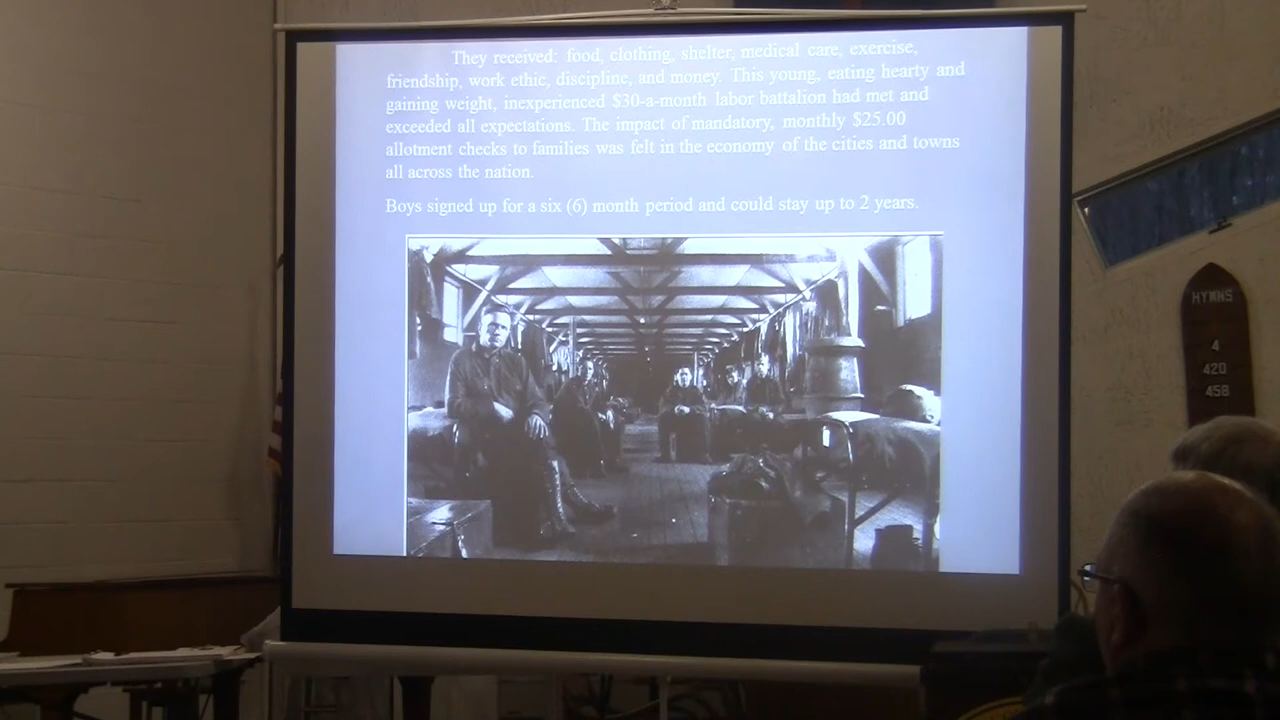 They received: food, clothing, shelter, medical care, exercise,
friendship, work ethic, discipline, and money. This young, eating hearty and
gaining weight, inexperienced $30-a-month labor battalion had met and
exceeded all expectations. The impact of mandatory, monthly $25.00
allotment checks to families was felt in the economy of the cities and towns
all across the nation.
Boys signed up for a six (6) month period and could stay up to 2 years.
HYMNS
4
420
458